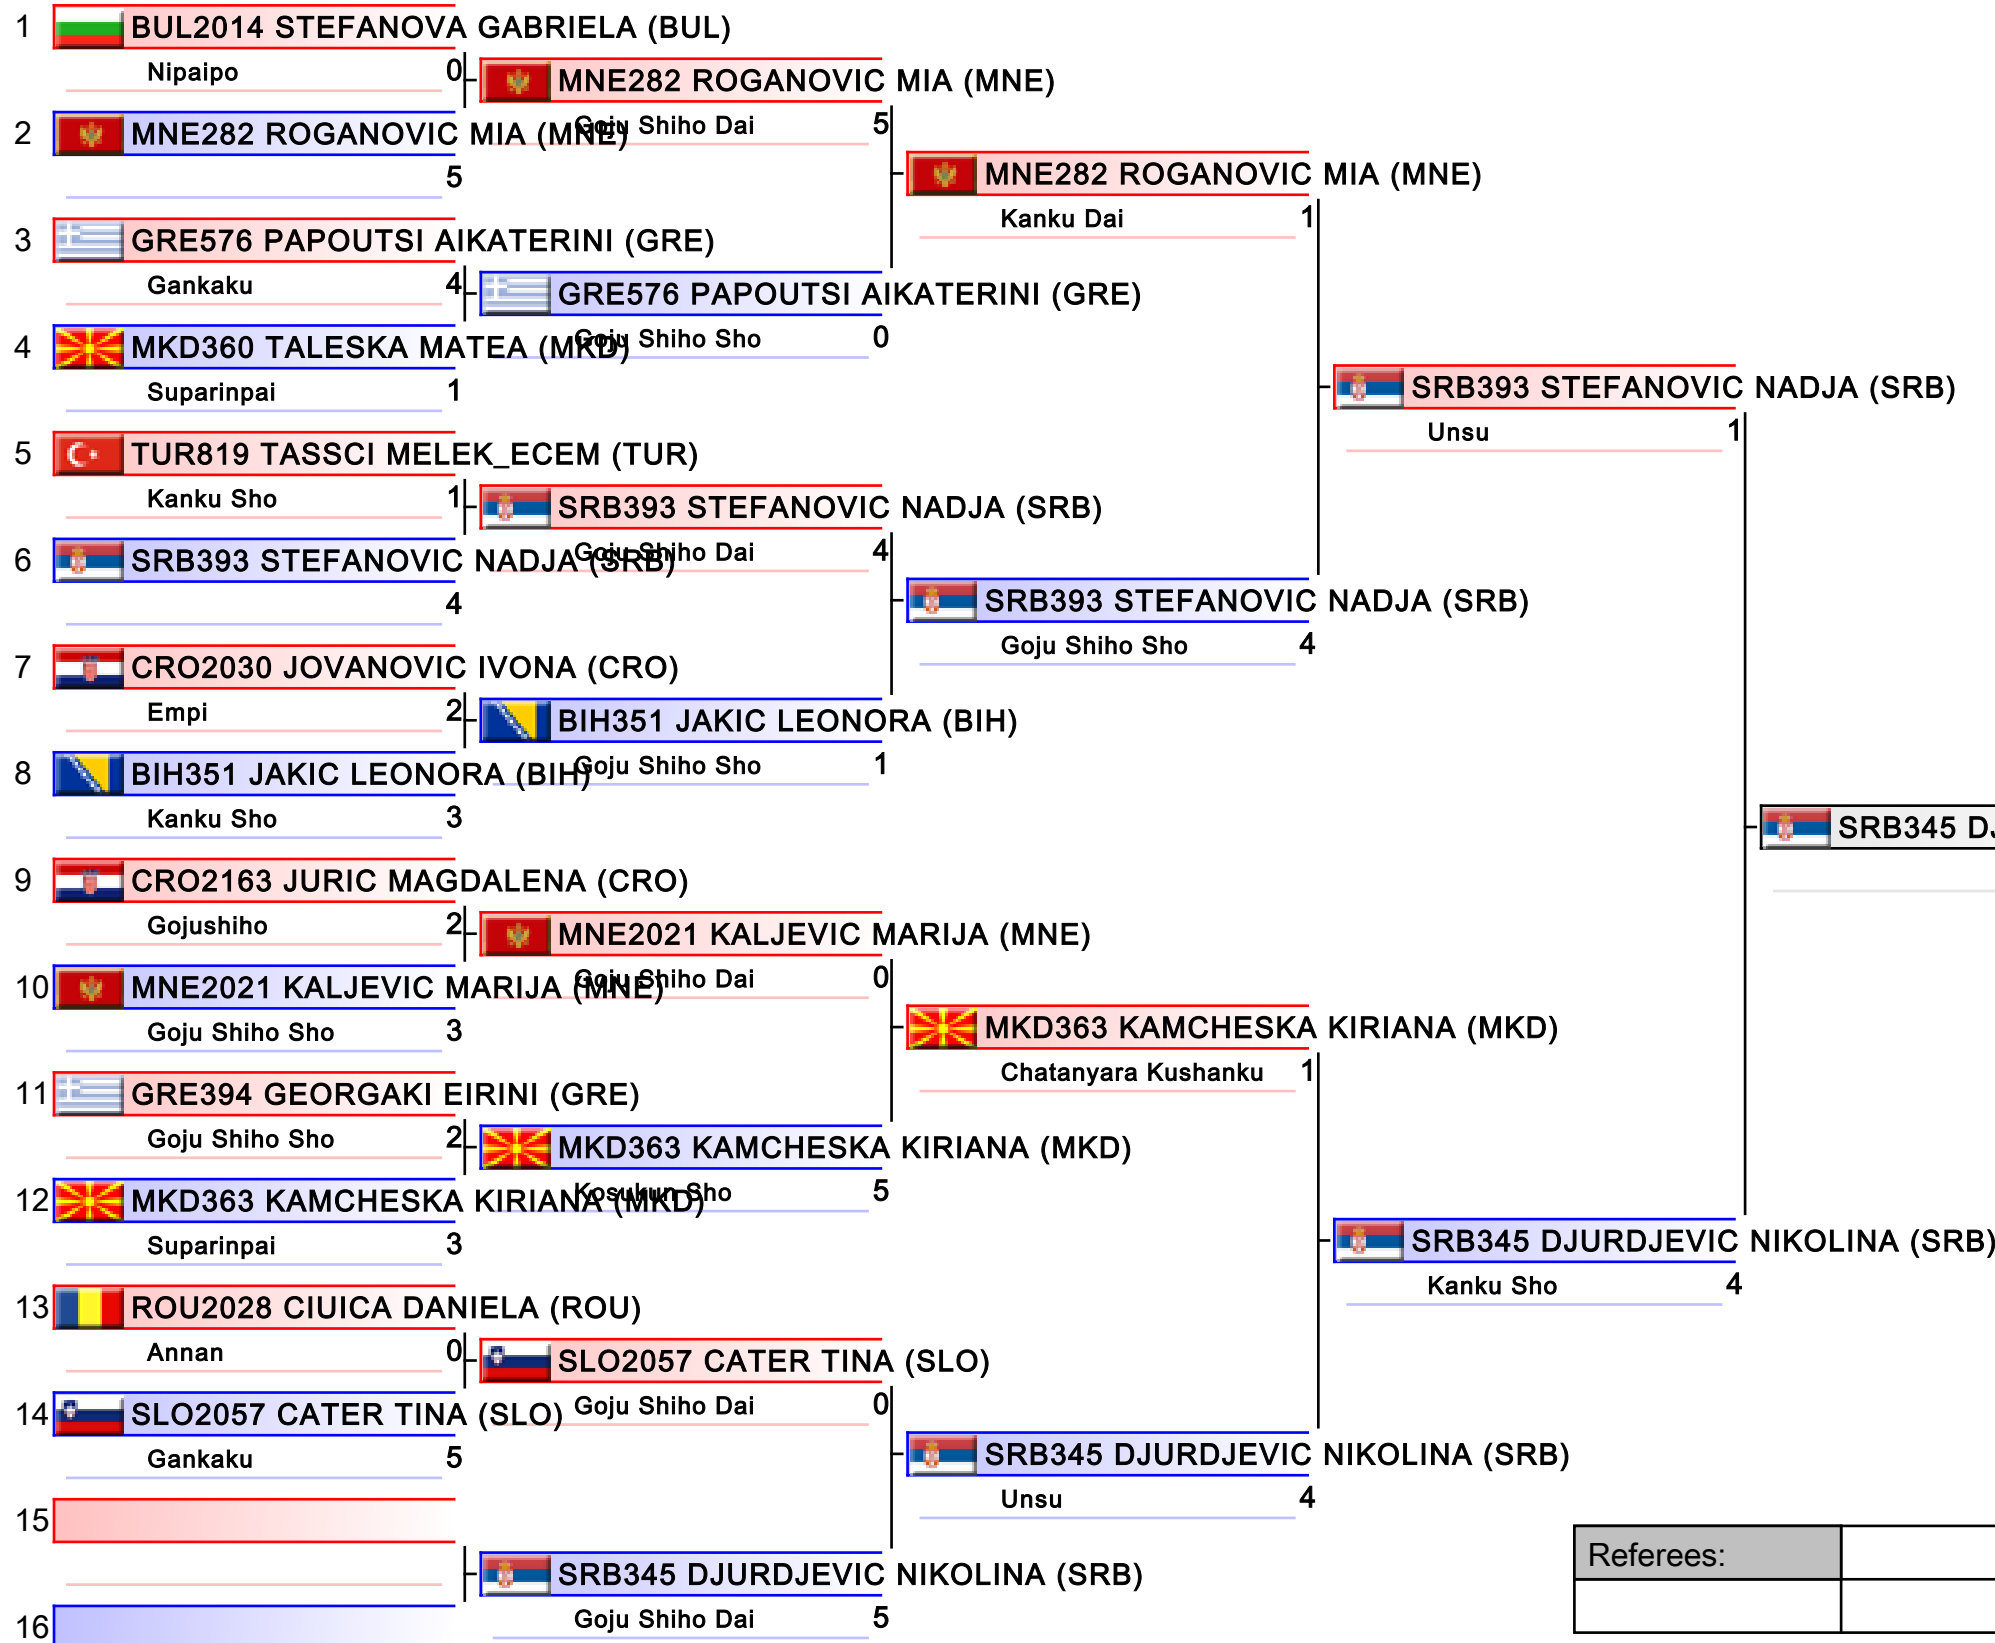 1 BUL2014 STEFANOVA GABRIELA (BUL)
Nipaipo 0
2 MNE282 ROGANOVIC MIA (MNE)
5
3 GRE576 PAPOUTSI AIKATERINI (GRE)
Gankaku 4
4 MKD360 TALESKA MATEA (MKD)
Suparinpai 1
5 TUR819 TASSCI MELEK_ECEM (TUR)
Kanku Sho 1
6 SRB393 STEFANOVIC NADJA (SRB)
4
7 CRO2030 JOVANOVIC IVONA (CRO)
Empi 2
8 BIH351 JAKIC LEONORA (BIH)
Kanku Sho 3
9 CRO2163 JURIC MAGDALENA (CRO)
Gojushiho 2
10 MNE2021 KALJEVIC MARIJA (MNE)
Goju Shiho Sho 3
11 GRE394 GEORGAKI EIRINI (GRE)
Goju Shiho Sho 2
12 MKD363 KAMCHESKA KIRIANA (MKD)
Suparinpai 3
13 ROU2028 CIUICA DANIELA (ROU)
Annan 0
14 SLO2057 CATER TINA (SLO)
Gankaku 5
15
16
MNE282 ROGANOVIC MIA (MNE)
Goju Shiho Dai 5
GRE576 PAPOUTSI AIKATERINI (GRE)
Goju Shiho Sho 0
SRB393 STEFANOVIC NADJA (SRB)
Goju Shiho Dai 4
BIH351 JAKIC LEONORA (BIH)
Goju Shiho Sho 1
MNE2021 KALJEVIC MARIJA (MNE)
Goju Shiho Dai 0
MKD363 KAMCHESKA KIRIANA (MKD)
Kosukun Sho 5
SLO2057 CATER TINA (SLO)
Goju Shiho Dai 0
SRB345 DJURDJEVIC NIKOLINA (SRB)
Goju Shiho Dai 5
MNE282 ROGANOVIC MIA (MNE)
Kanku Dai 1
SRB393 STEFANOVIC NADJA (SRB)
Goju Shiho Sho 4
MKD363 KAMCHESKA KIRIANA (MKD)
Chatanyara Kushanku 1
SRB345 DJURDJEVIC NIKOLINA (SRB)
Unsu 4
SRB393 STEFANOVIC NADJA (SRB)
Unsu 1
SRB345 DJURDJEVIC NIKOLINA (SRB)
Kanku Sho 4
SRB345
Referees: